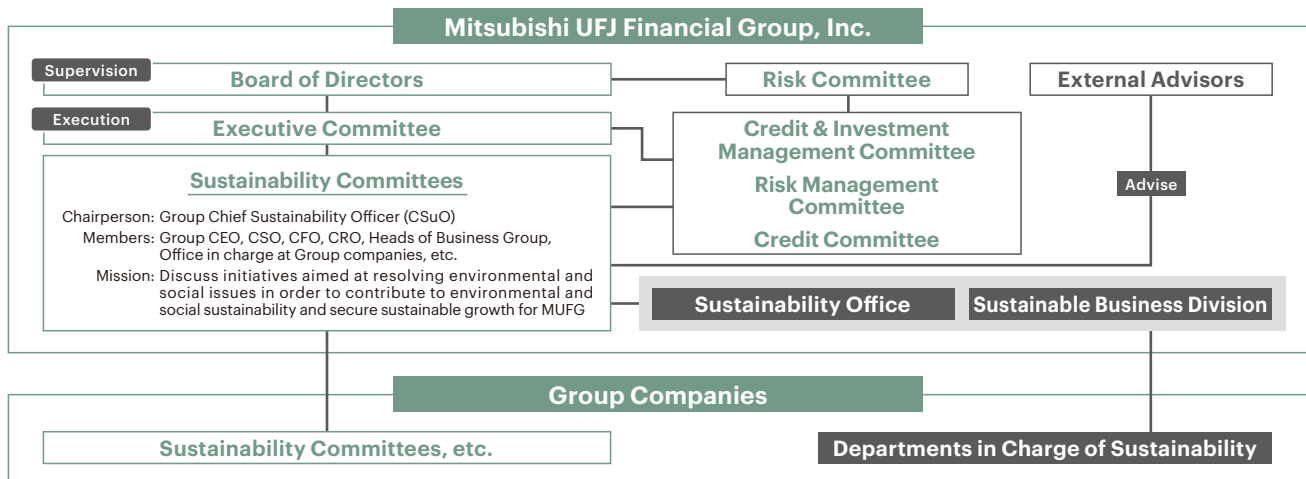 Mitsubishi UFJ Financial Group, Inc.
Supervision
Board of Directors
Risk Committee
External Advisors
Execution
Executive Committee
Credit & Investment
Management Committee
Risk Management
Committee
Credit Committee
Advise
Sustainability Committees
Chairperson: Group Chief Sustainability Officer (CSuO)
Members: Group CEO, CSO, CFO, CRO, Heads of Business Group,
Office in charge at Group companies, etc.
Mission: Discuss initiatives aimed at resolving environmental and
social issues in order to contribute to environmental and
social sustainability and secure sustainable growth for MUFG
Sustainability Office
Sustainable Business Division
Group Companies
Sustainability Committees, etc.
Departments in Charge of Sustainability